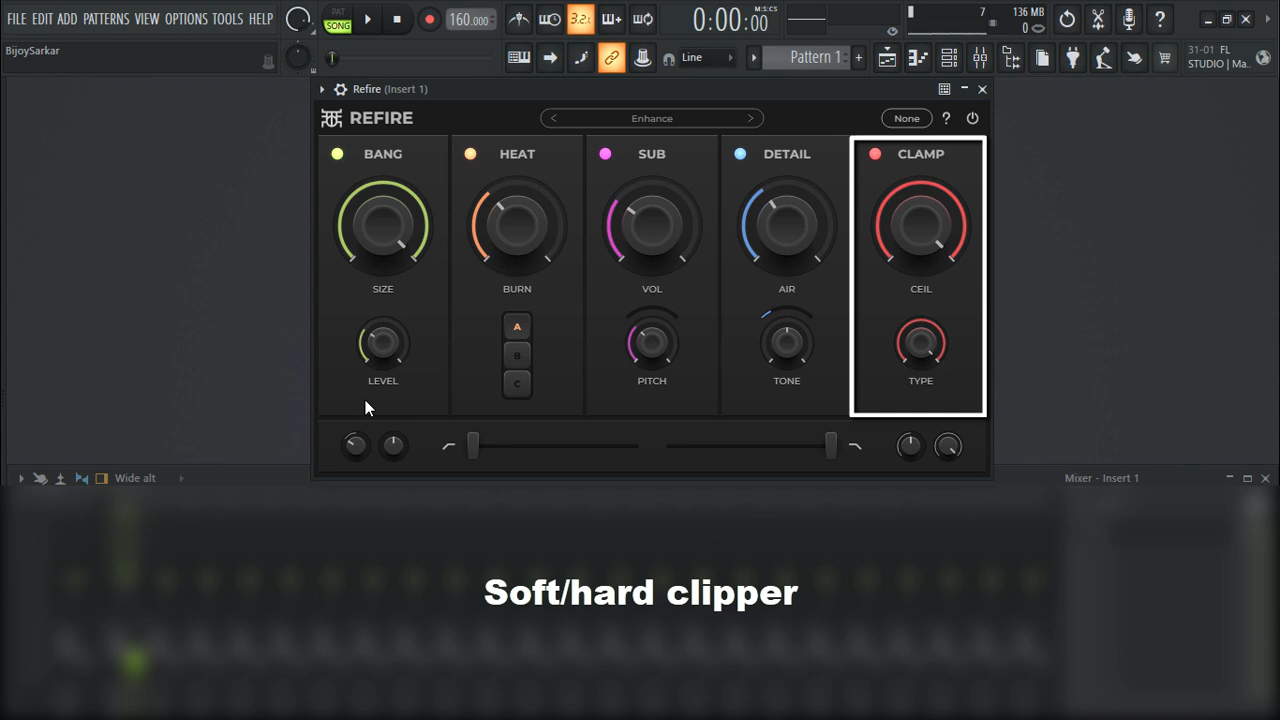 FILE EDIT ADD PATTERNS VIEW OPTIONS TOOLS HELP
PAT
SONG
160.000
3.2
0:00:00
M:S:CS
7
136 MB
0
BijoySarkar
Line
Pattern 1
31-01 FL
STUDIO | Ma..
Refire (Insert 1)
REFIRE
Enhance
None
?
BANG
HEAT
SUB
DETAIL
CLAMP
SIZE
BURN
VOL
AIR
CEIL
A
B
C
LEVEL
PITCH
TONE
TYPE
Wide alt
Mixer - Insert 1
Soft/hard clipper